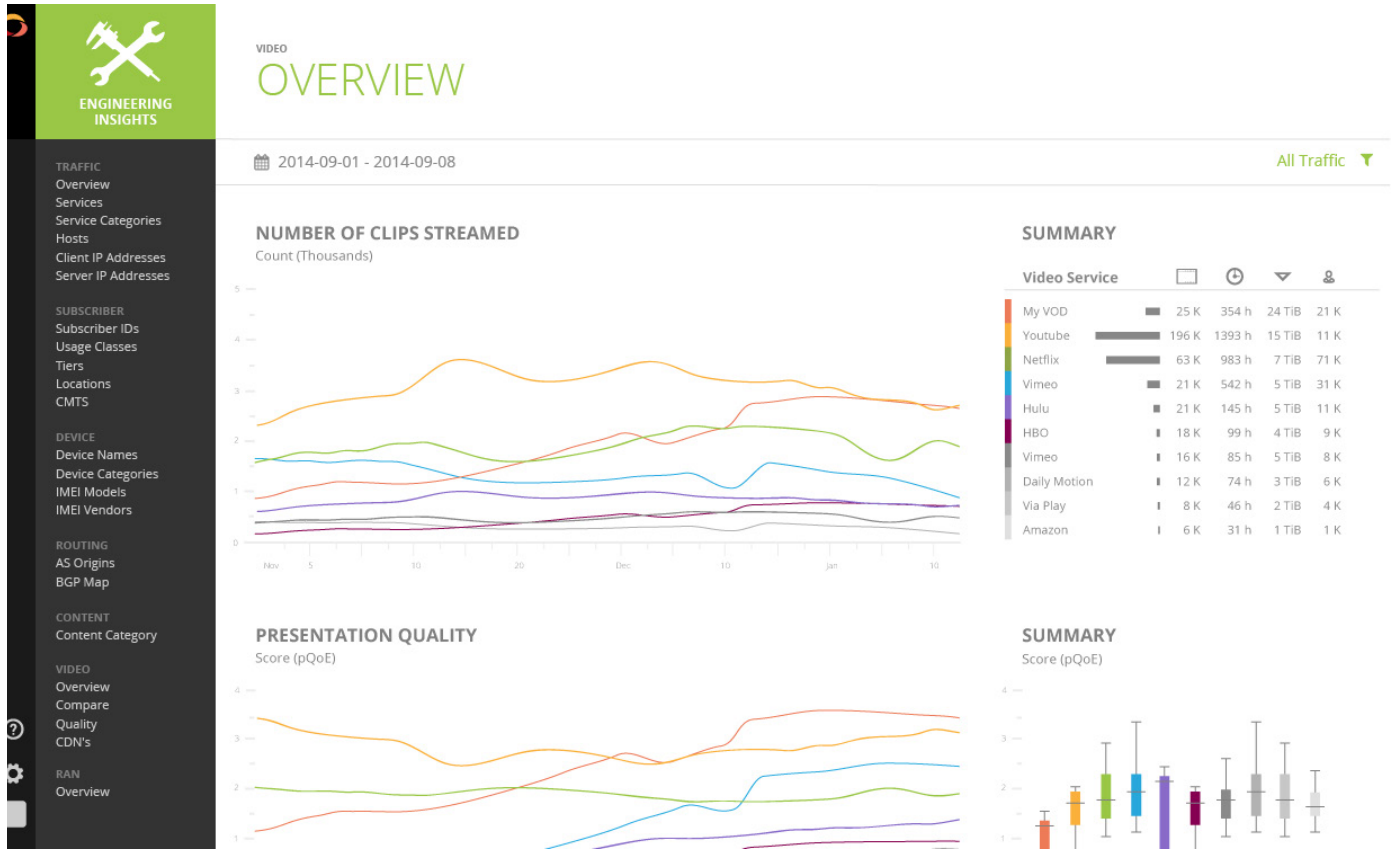 ENGINEERING
INSIGHTS
TRAFFIC
Overview
Services
Service Categories
Hosts
Client IP Addresses
Server IP Addresses
SUBSCRIBER
Subscriber IDs
Usage Classes
Tiers
Locations
CMTS
DEVICE
Device Names
Device Categories
IMEI Models
IMEI Vendors
ROUTING
AS Origins
BGP Map
CONTENT
Content Category
VIDEO
Overview
Compare
Quality
CDN's
RAN
Overview
?
VIDEO
OVERVIEW
2014-09-01 - 2014-09-08
All Traffic
NUMBER OF CLIPS STREAMED
Count (Thousands)
5
4
3
2
1
0
Nov 5 10 20 Dec 10 Jan 10
SUMMARY
Video Service
My VOD 25 K 354 h 24 TiB 21 K
Youtube 196 K 1393 h 15 TiB 11 K
Netflix 63 K 983 h 7 TiB 71 K
Vimeo 21 K 542 h 5 TiB 31 K
Hulu 21 K 145 h 5 TiB 11 K
HBO 18 K 99 h 4 TiB 9 K
Vimeo 16 K 85 h 5 TiB 8 K
Daily Motion 12 K 74 h 3 TiB 6 K
Via Play 8 K 46 h 2 TiB 4 K
Amazon 6 K 31 h 1 TiB 1 K
PRESENTATION QUALITY
Score (pQoE)
4
3
2
1
SUMMARY
Score (pQoE)
4
3
2
1